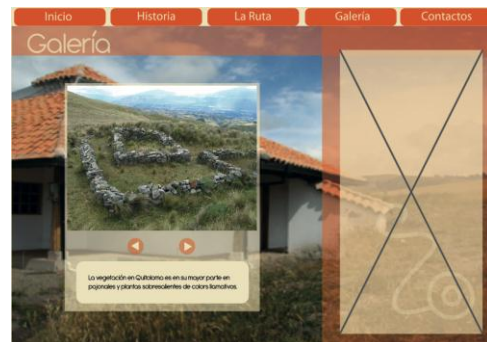 Inicio
Historia
La Ruta
Galería
Contactos
Galería
La vegetación en Quitoloma es en su mayor parte en
pajonales y plantas sobresalientes de colors llamativos.